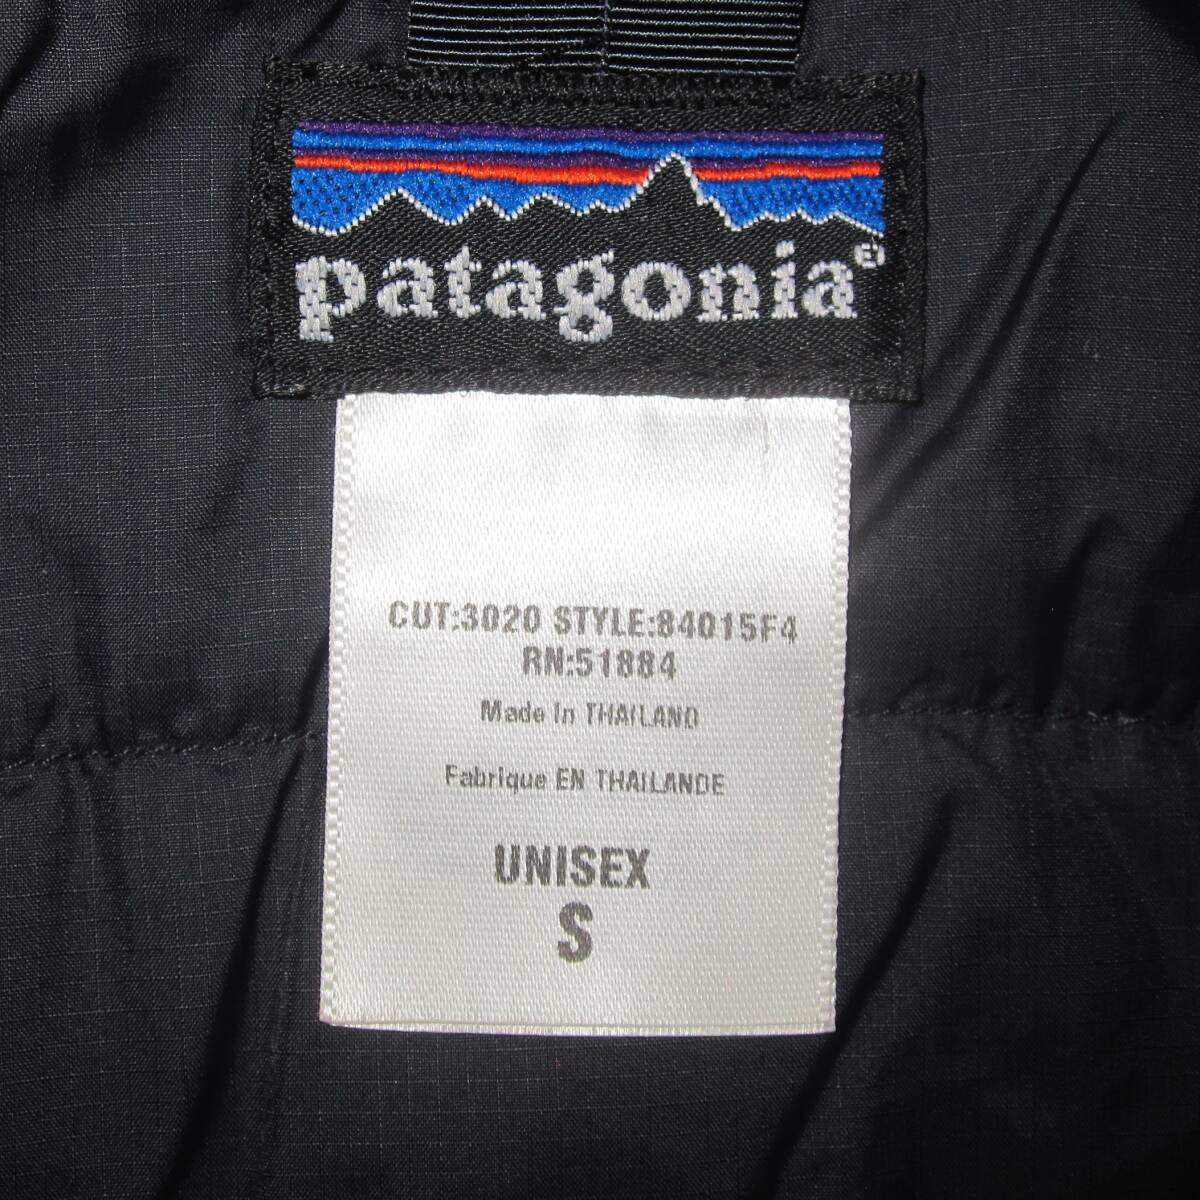 patagonia®
CUT:3020 STYLE:84015F4
RN:51884
Made In THAILAND
Fabrique EN THAILANDE
UNISEX
S